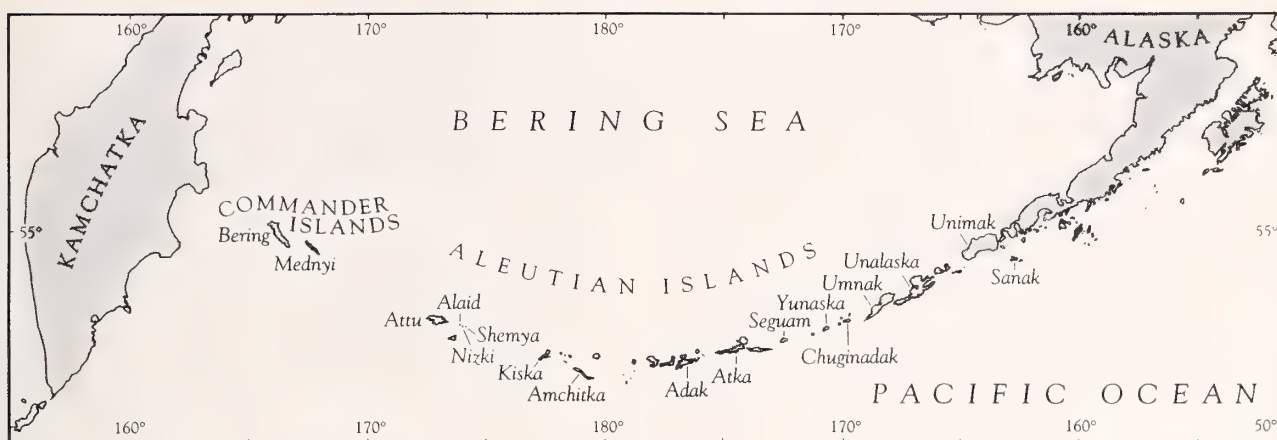 160°
170°
180°
170°
160°
ALASKA
BERING SEA
KAMCHATKA
COMMANDER
ISLANDS
Bering
Mednyi
55°
55°
ALEUTIAN ISLANDS
Unimak
Sanak
Unalaska
Umnak
Yunaska
Seguam
Chuginadak
Alaid
Attu
Shemya
Nizki
Kiska
Amchitka
Adak
Atka
PACIFIC OCEAN
160°
170°
180°
170°
160°
50°